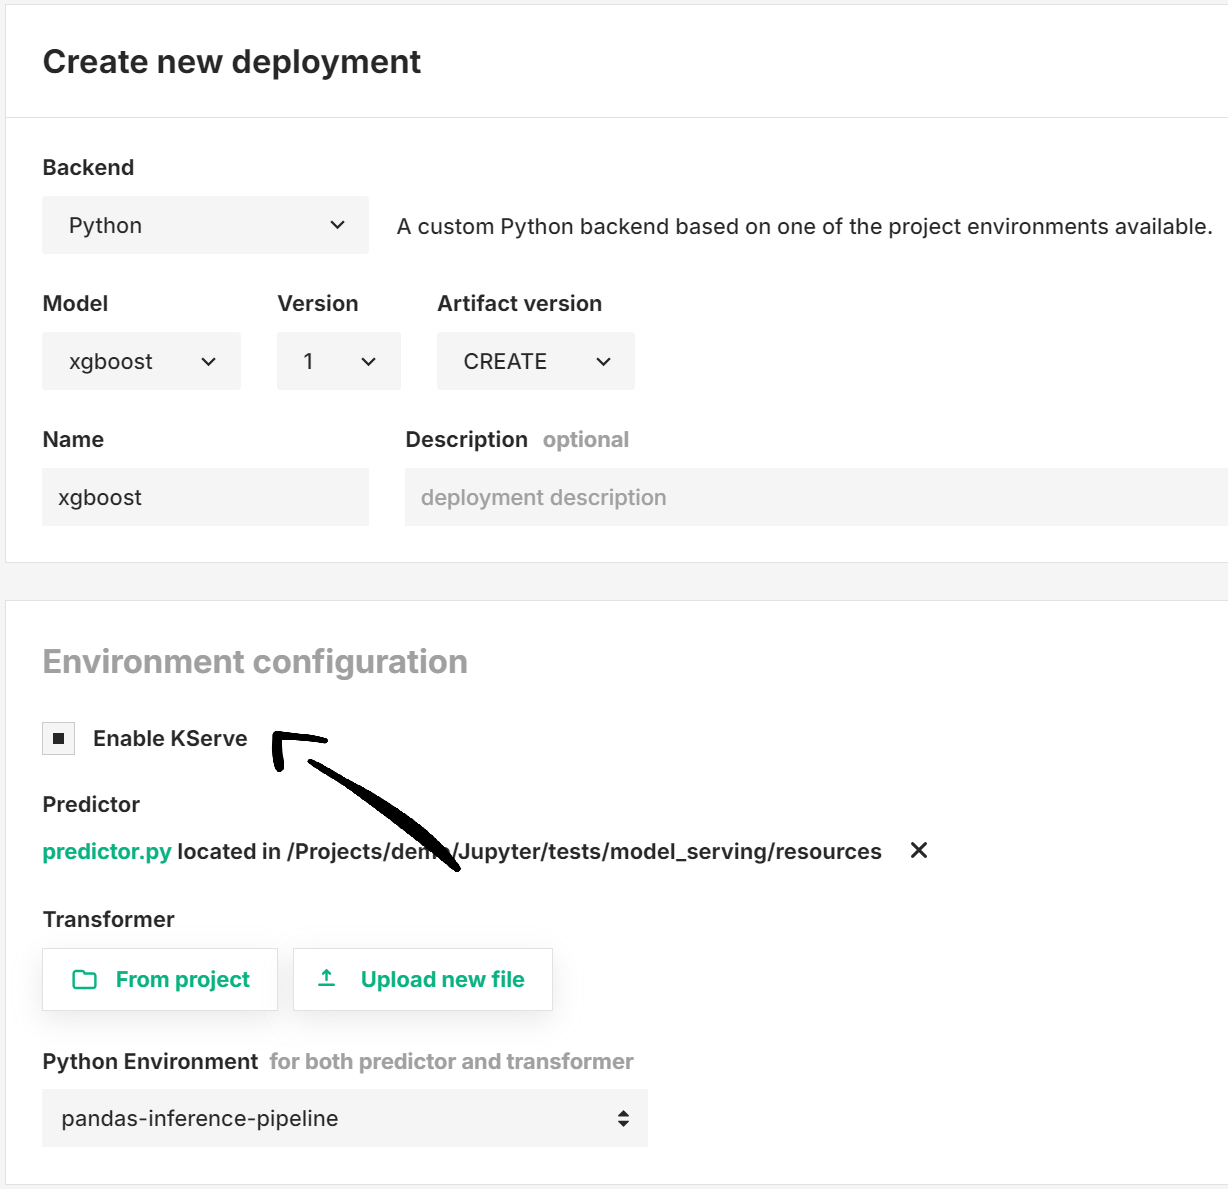 Create new deployment
Backend
Python
A custom Python backend based on one of the project environments available.
Model Version Artifact version
xgboost 1 CREATE
Name Description optional
xgboost deployment description
Environment configuration
Enable KServe
Predictor
predictor.py located in /Projects/demo/Jupyter/tests/model_serving/resources
Transformer
From project Upload new file
Python Environment for both predictor and transformer
pandas-inference-pipeline